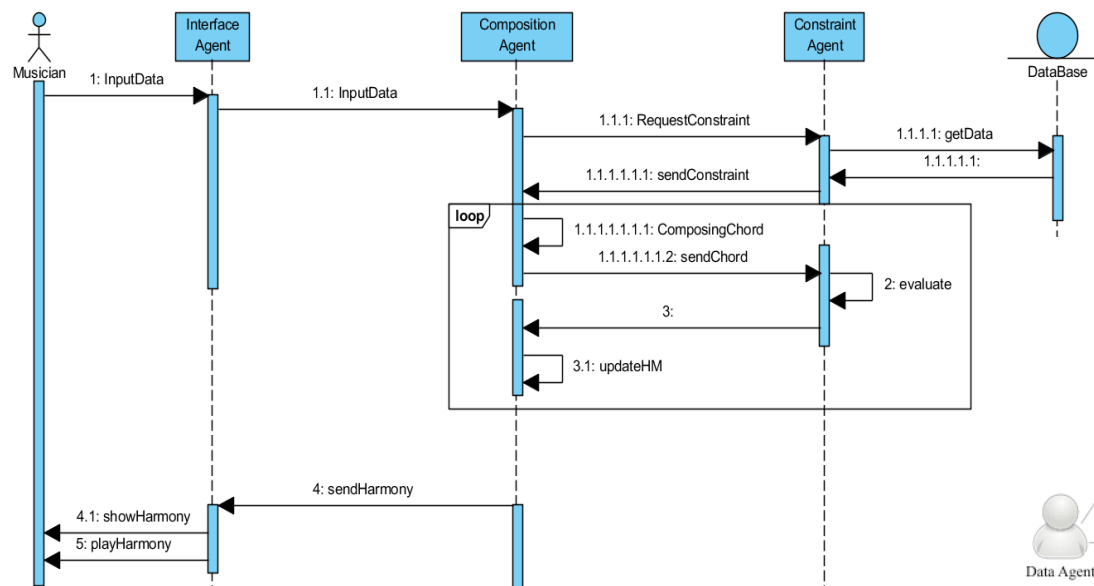 Interface
Agent
Composition
Agent
Constraint
Agent
Musician
DataBase
1: InputData
1.1: InputData
1.1.1: RequestConstraint
1.1.1.1: getData
1.1.1.1.1:
1.1.1.1.1.1: sendConstraint
loop
1.1.1.1.1.1.1: ComposingChord
1.1.1.1.1.1.2: sendChord
2: evaluate
3:
3.1: updateHM
4: sendHarmony
4.1: showHarmony
5: playHarmony
Data Agent